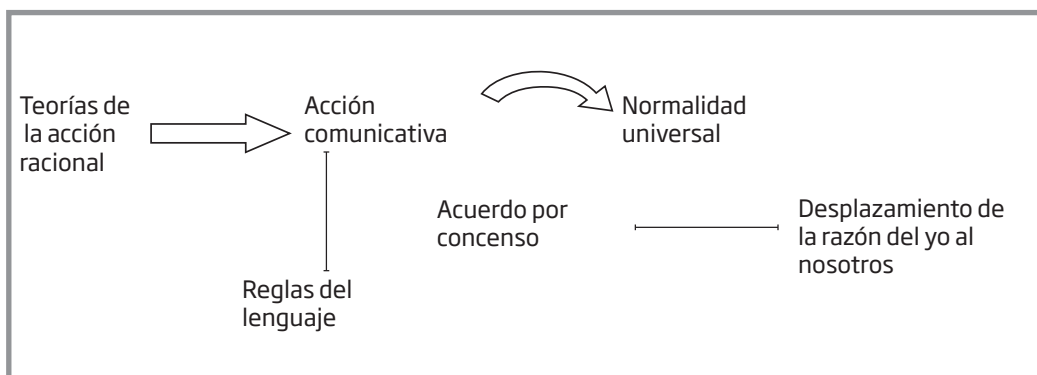 Teorías de
la acción
racional
Acción
comunicativa
Normalidad
universal
Acuerdo por
concenso
Desplazamiento de
la razón del yo al
nosotros
Reglas del
lenguaje